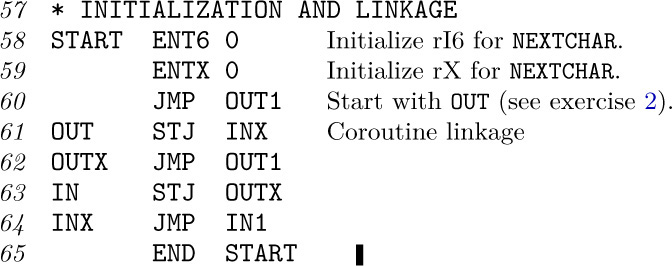 57 * INITIALIZATION AND LINKAGE
58 START ENT6 0 Initialize rI6 for NEXTCHAR.
59 ENTX 0 Initialize rX for NEXTCHAR.
60 JMP OUT1 Start with OUT (see exercise 2).
61 OUT STJ INX Coroutine linkage
62 OUTX JMP OUT1
63 IN STJ OUTX
64 INX JMP IN1
65 END START ▮